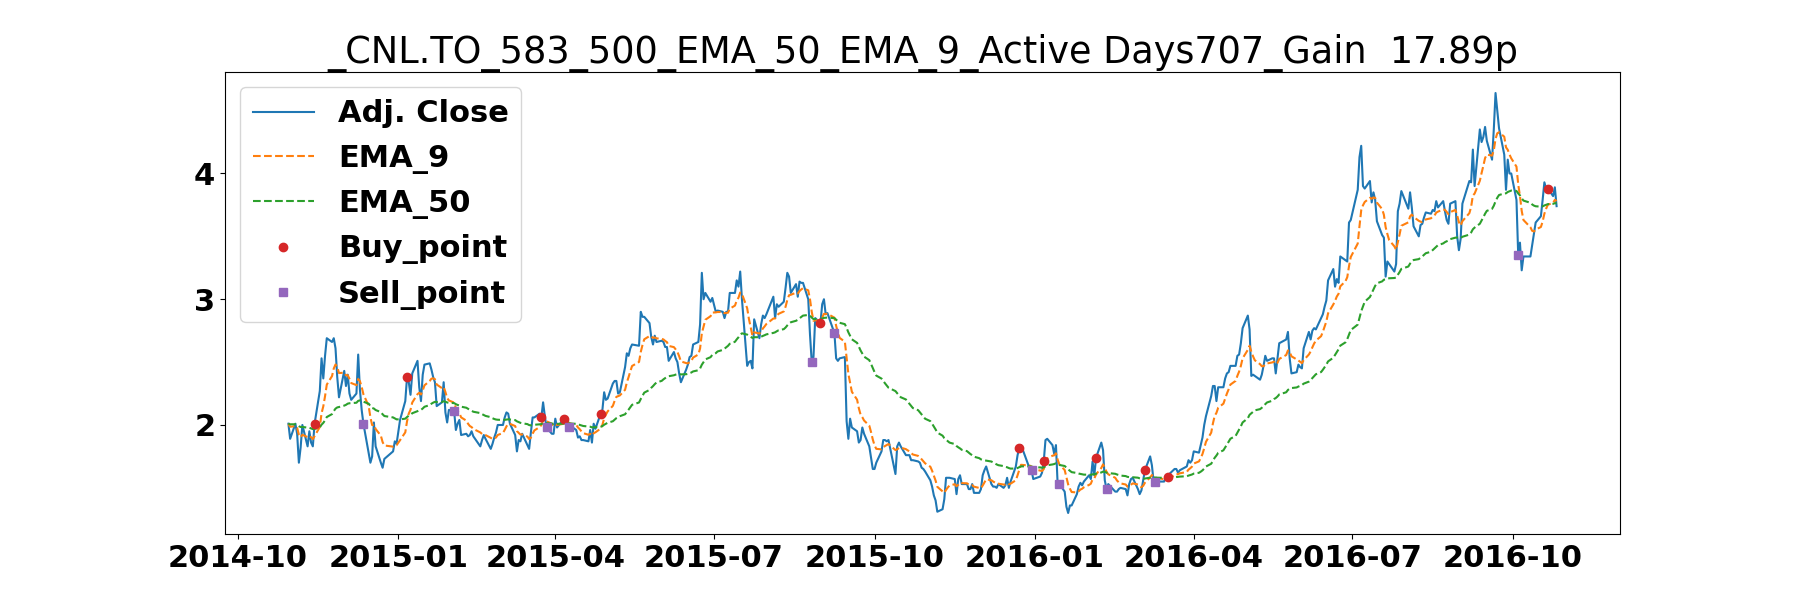 _CNL.TO_583_500_EMA_50_EMA_9_Active Days707_Gain  17.89p
Adj. Close
EMA_9
EMA_50
Buy_point
Sell_point
4
3
2
2014-10 2015-01 2015-04 2015-07 2015-10 2016-01 2016-04 2016-07 2016-10